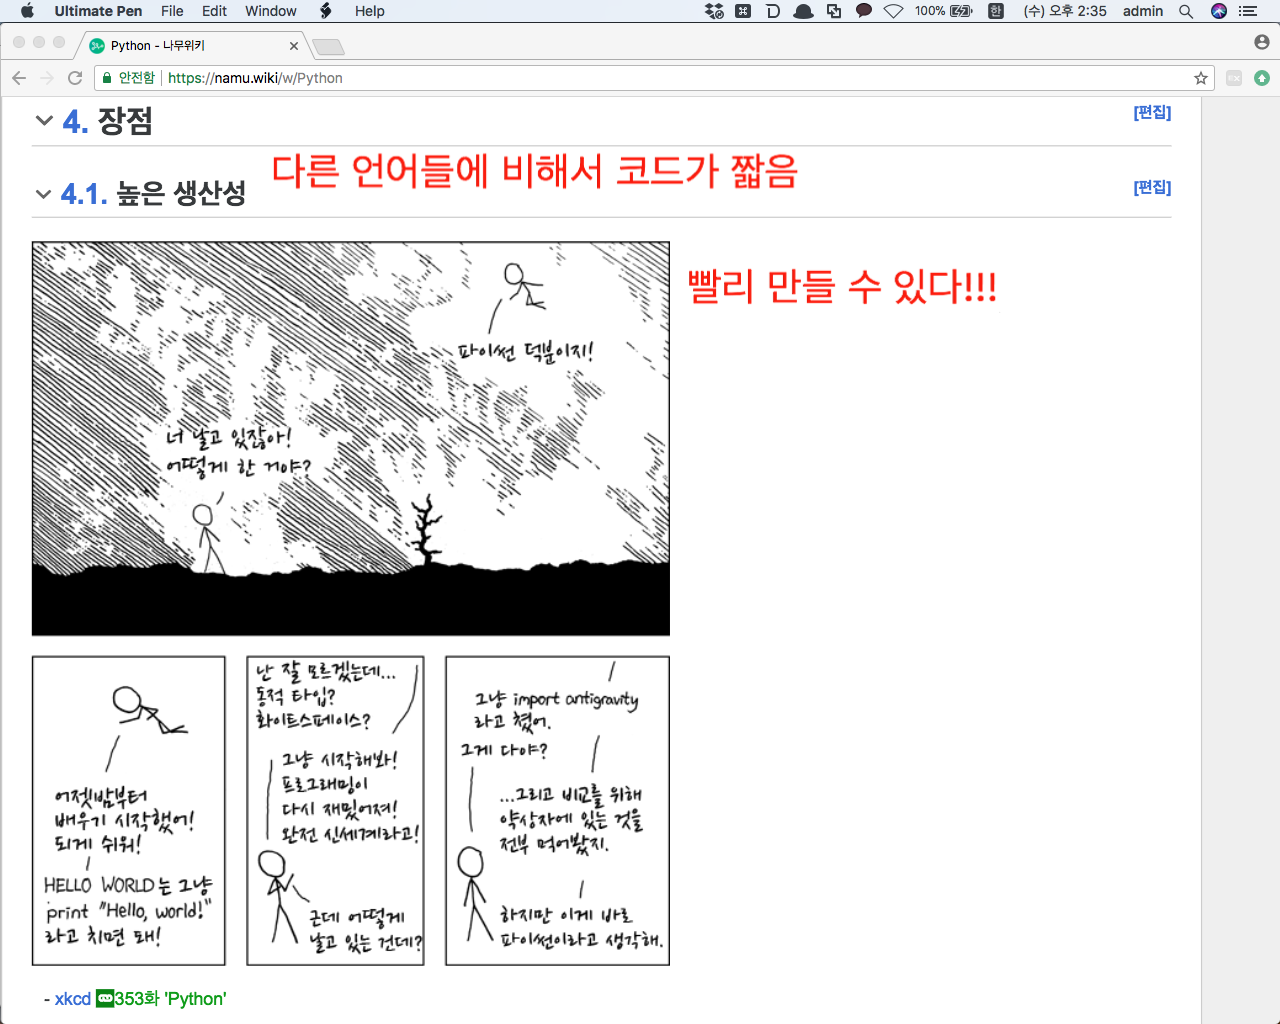 Ultimate Pen File Edit Window Help 100% 한 (수) 오후 2:35 admin
Python - 나무위키
안전함 https://namu.wiki/w/Python
4. 장점 [편집]
다른 언어들에 비해서 코드가 짧음
4.1. 높은 생산성 [편집]
빨리 만들 수 있다!!!
파이썬 덕분이지!
너 날고 있잖아!
어떻게 한 거야?
어젯밤부터
배우기 시작했어!
되게 쉬워!
HELLO WORLD는 그냥
print "Hello, world!"
라고 치면 돼!
난 잘 모르겠는데...
동적 타입?
화이트스페이스?
그냥 시작해봐!
프로그래밍이
다시 재밌어져!
완전 신세계라고!
근데 어떻게
날고 있는 건데?
그냥 import antigravity
라고 쳤어.
그게 다야?
...그리고 비교를 위해
약상자에 있는 것을
전부 먹어봤지.
하지만 이게 바로
파이썬이라고 생각해.
- xkcd 353화 'Python'